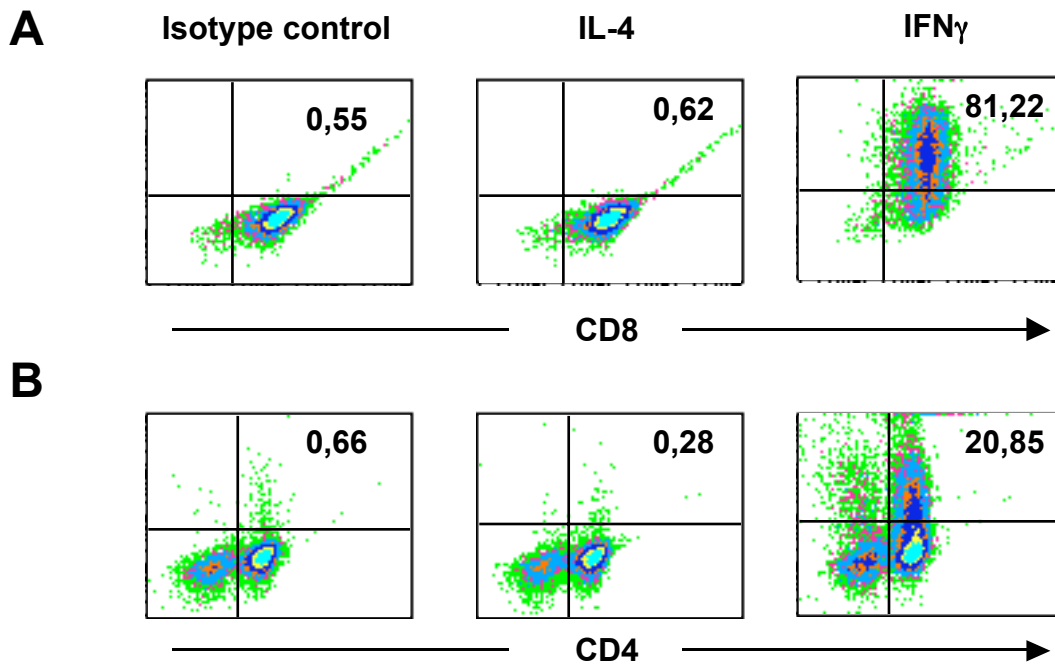 A
Isotype control IL-4 IFNγ
0,55 0,62 81,22
CD8
B
0,66 0,28 20,85
CD4